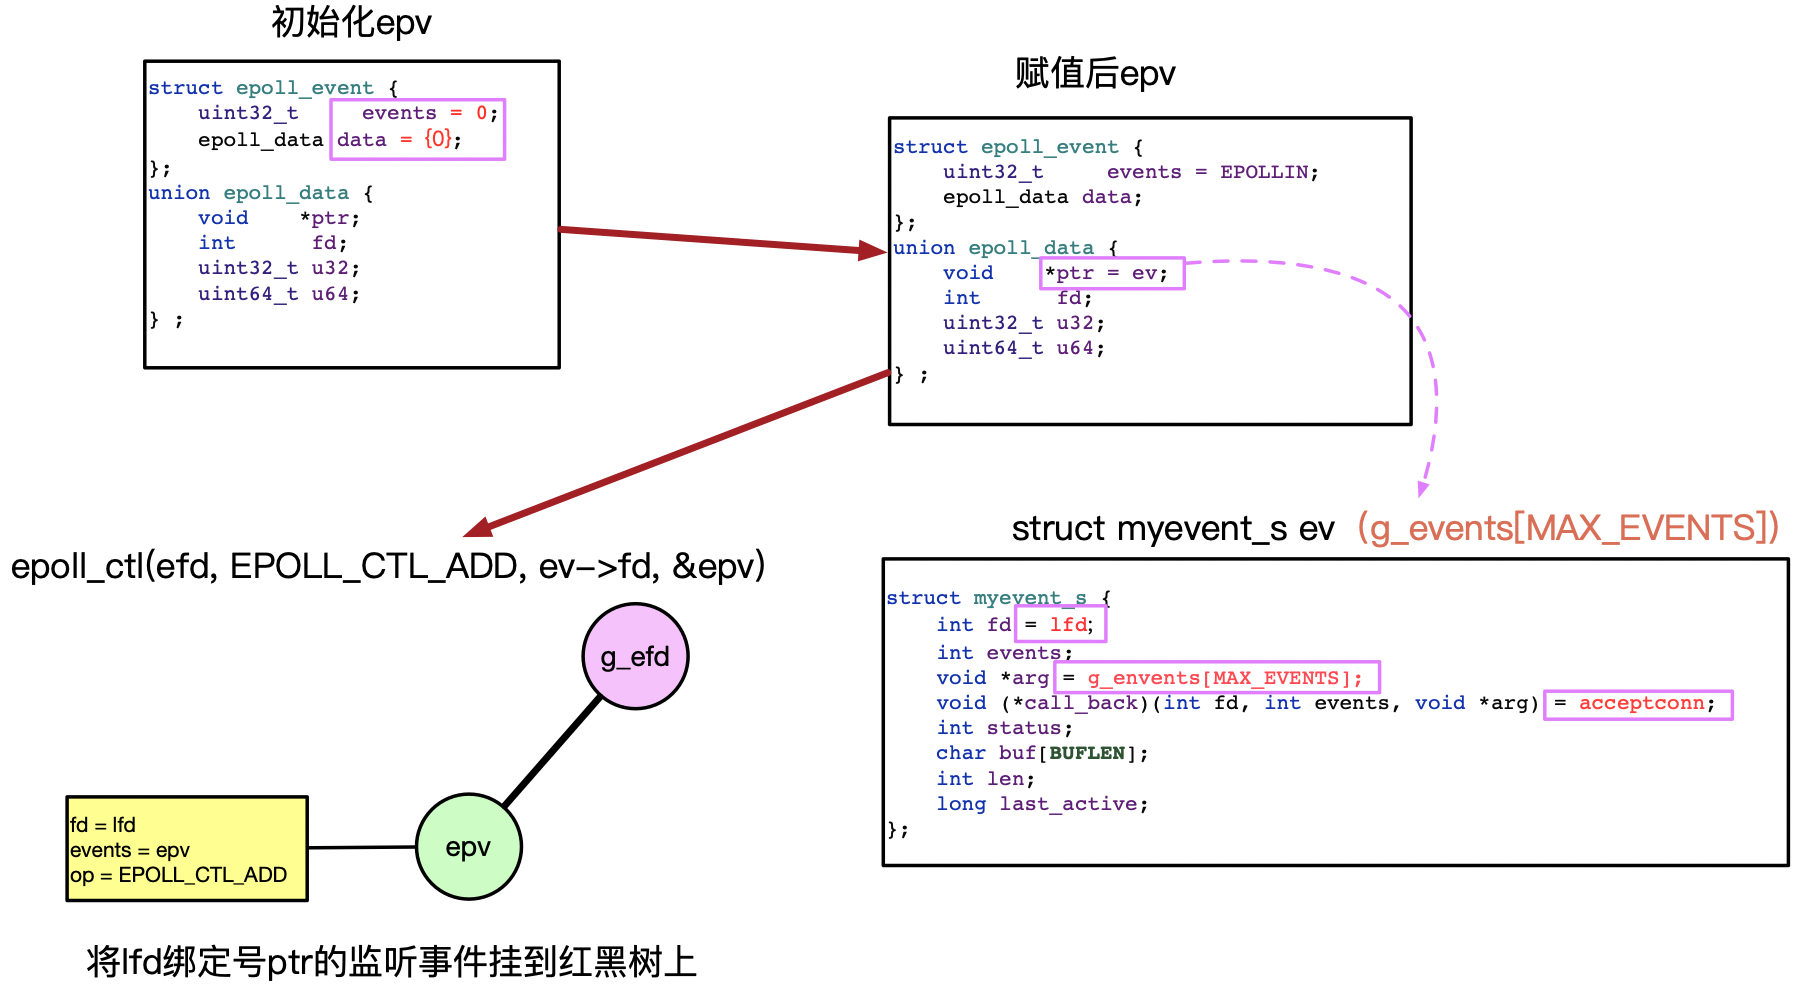 初始化epv
struct epoll_event {
    uint32_t     events = 0;
    epoll_data data = {0};
};
union epoll_data {
    void    *ptr;
    int      fd;
    uint32_t u32;
    uint64_t u64;
} ;
赋值后epv
struct epoll_event {
    uint32_t     events = EPOLLIN;
    epoll_data data;
};
union epoll_data {
    void    *ptr = ev;
    int      fd;
    uint32_t u32;
    uint64_t u64;
} ;
struct myevent_s ev (g_events[MAX_EVENTS])
struct myevent_s {
    int fd = lfd;
    int events;
    void *arg = g_envents[MAX_EVENTS];
    void (*call_back)(int fd, int events, void *arg) = acceptconn;
    int status;
    char buf[BUFLEN];
    int len;
    long last_active;
};
epoll_ctl(efd, EPOLL_CTL_ADD, ev->fd, &epv)
g_efd
epv
fd = lfd
events = epv
op = EPOLL_CTL_ADD
将lfd绑定号ptr的监听事件挂到红黑树上